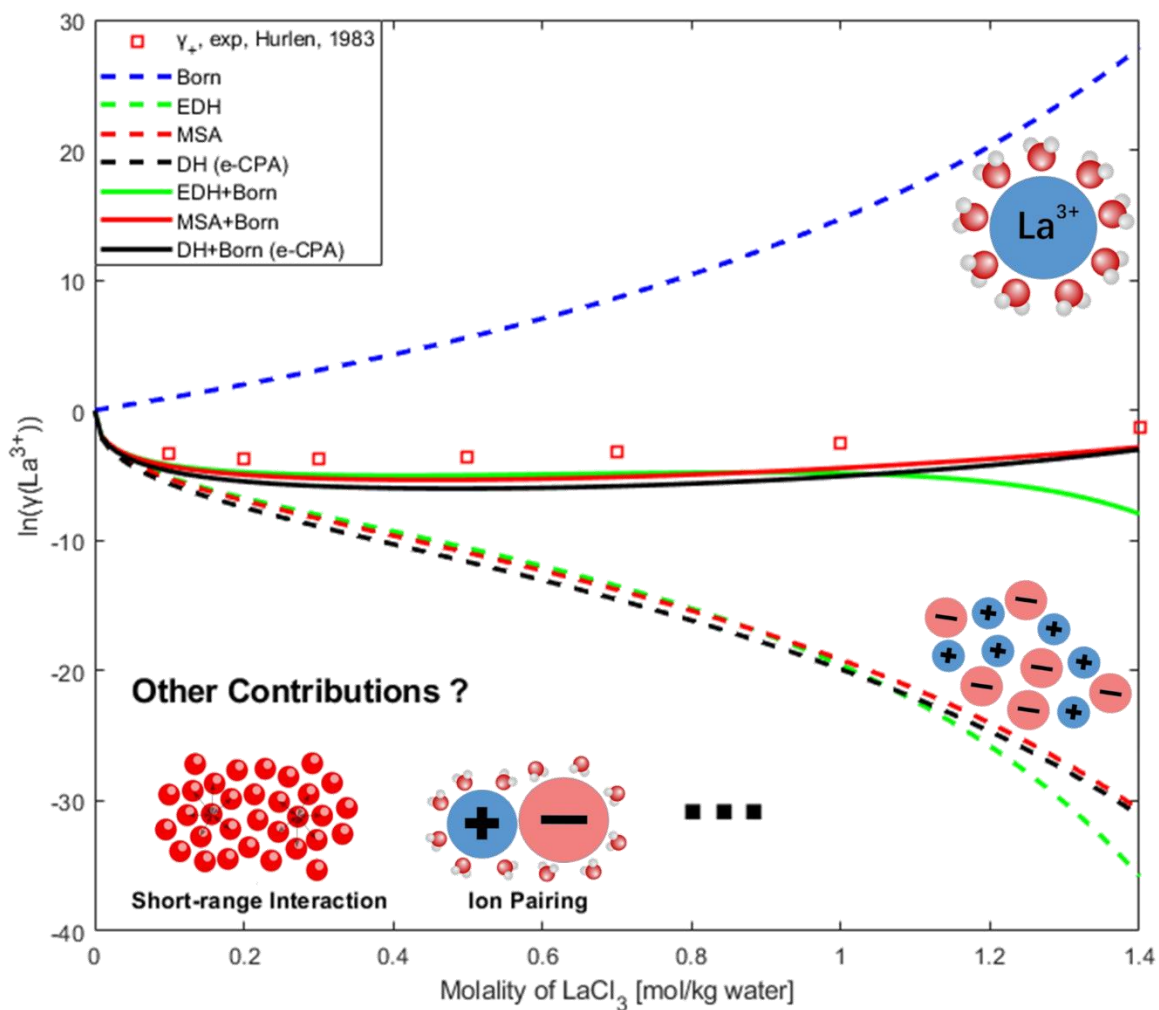 30
20
10
0
-10
-20
-30
-40
ln(γ(La³⁺))
γ₊, exp, Hurlen, 1983
Born
EDH
MSA
DH (e-CPA)
EDH+Born
MSA+Born
DH+Born (e-CPA)
La³⁺
− + − + + + − + − − − + −
Other Contributions ?
+ −
Short-range Interaction
Ion Pairing
0 0.2 0.4 0.6 0.8 1 1.2 1.4
Molality of LaCl₃ [mol/kg water]